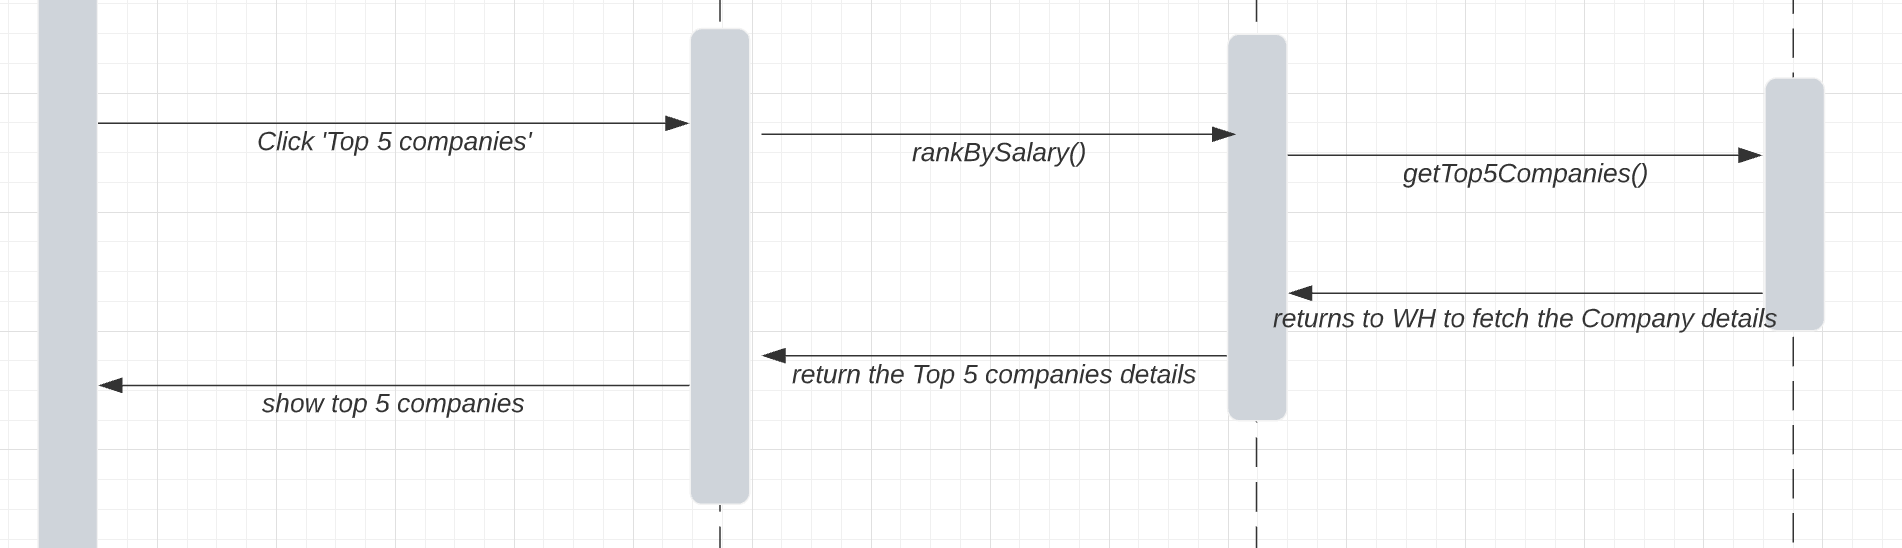 Click 'Top 5 companies'
rankBySalary()
getTop5Companies()
returns to WH to fetch the Company details
return the Top 5 companies details
show top 5 companies